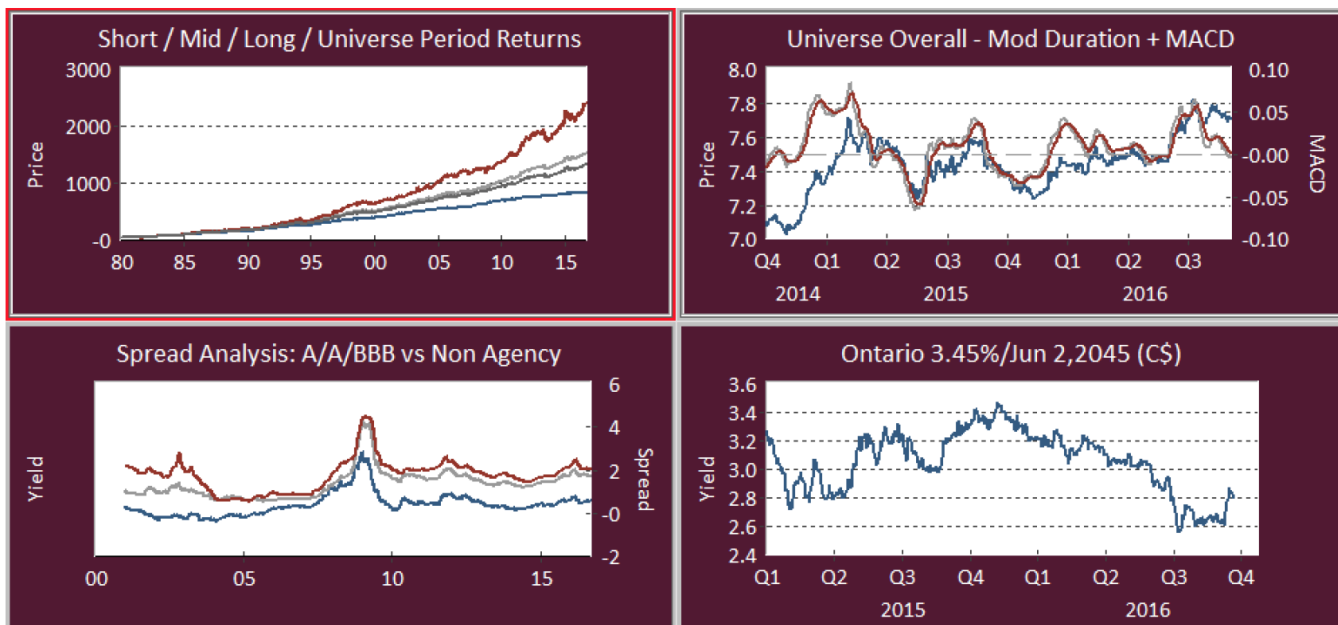 Short / Mid / Long / Universe Period Returns
3000
2000
1000
-0
Price
80 85 90 95 00 05 10 15
Universe Overall - Mod Duration + MACD
8.0
7.8
7.6
7.4
7.2
7.0
Price
0.10
0.05
-0.00
-0.05
-0.10
MACD
Q4 Q1 Q2 Q3 Q4 Q1 Q2 Q3
2014 2015 2016
Spread Analysis: A/A/BBB vs Non Agency
Yield
6
4
2
-0
-2
Spread
00 05 10 15
Ontario 3.45%/Jun 2,2045 (C$)
3.6
3.4
3.2
3.0
2.8
2.6
2.4
Yield
Q1 Q2 Q3 Q4 Q1 Q2 Q3 Q4
2015 2016